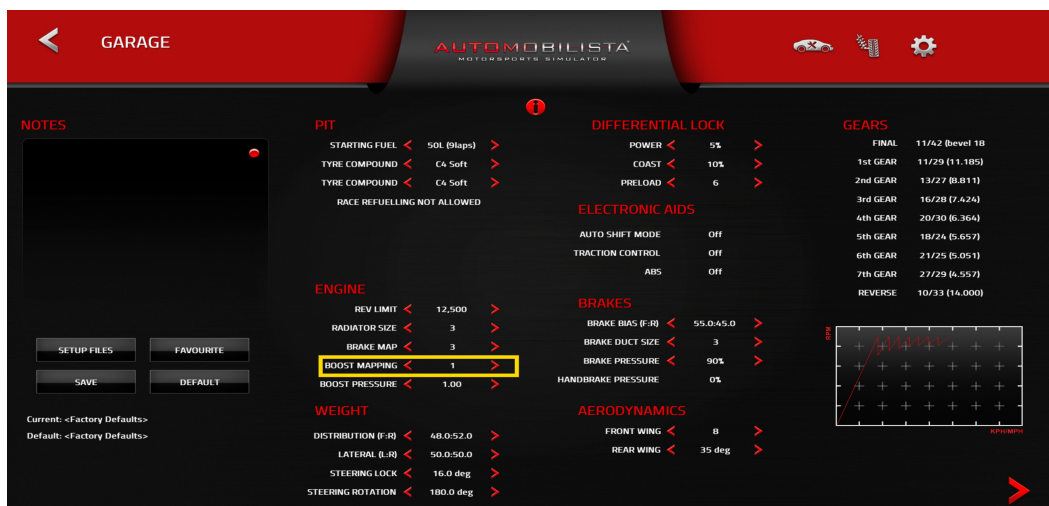 GARAGE
AUTOMOBILISTA
MOTORSPORTS SIMULATOR
NOTES
SETUP FILES
FAVOURITE
SAVE
DEFAULT
Current: <Factory Defaults>
Default: <Factory Defaults>
PIT
STARTING FUEL < 50L (9laps) >
TYRE COMPOUND < C4 Soft >
TYRE COMPOUND < C4 Soft >
RACE REFUELLING NOT ALLOWED
ENGINE
REV LIMIT < 12,500 >
RADIATOR SIZE < 3 >
BRAKE MAP < 3 >
BOOST MAPPING < 1 >
BOOST PRESSURE < 1.00 >
WEIGHT
DISTRIBUTION (F:R) < 48.0:52.0 >
LATERAL (L:R) < 50.0:50.0 >
STEERING LOCK < 16.0 deg >
STEERING ROTATION < 180.0 deg >
DIFFERENTIAL LOCK
POWER < 5% >
COAST < 10% >
PRELOAD < 6 >
ELECTRONIC AIDS
AUTO SHIFT MODE Off
TRACTION CONTROL Off
ABS Off
BRAKES
BRAKE BIAS (F:R) < 55.0:45.0 >
BRAKE DUCT SIZE < 3 >
BRAKE PRESSURE < 90% >
HANDBRAKE PRESSURE 0%
AERODYNAMICS
FRONT WING < 8 >
REAR WING < 35 deg >
GEARS
FINAL 11/42 (bevel 18
1st GEAR 11/29 (11.185)
2nd GEAR 13/27 (8.811)
3rd GEAR 16/28 (7.424)
4th GEAR 20/30 (6.364)
5th GEAR 18/24 (5.657)
6th GEAR 21/25 (5.051)
7th GEAR 27/29 (4.557)
REVERSE 10/33 (14.000)
RPM
KPH/MPH